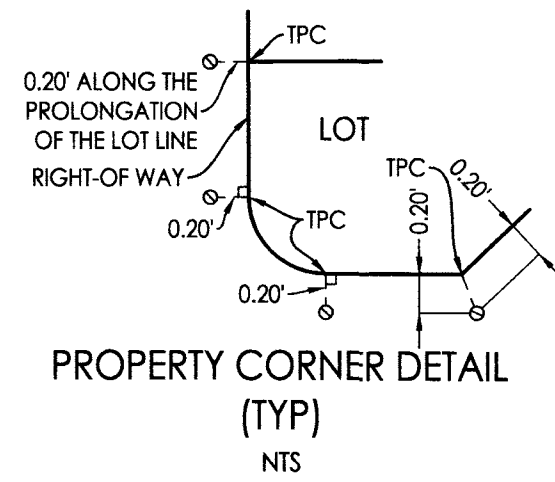 TPC
0.20' ALONG THE
PROLONGATION
OF THE LOT LINE
LOT
RIGHT-OF WAY
TPC
0.20'
0.20'
0.20'
TPC
0.20'
PROPERTY CORNER DETAIL
(TYP)
NTS